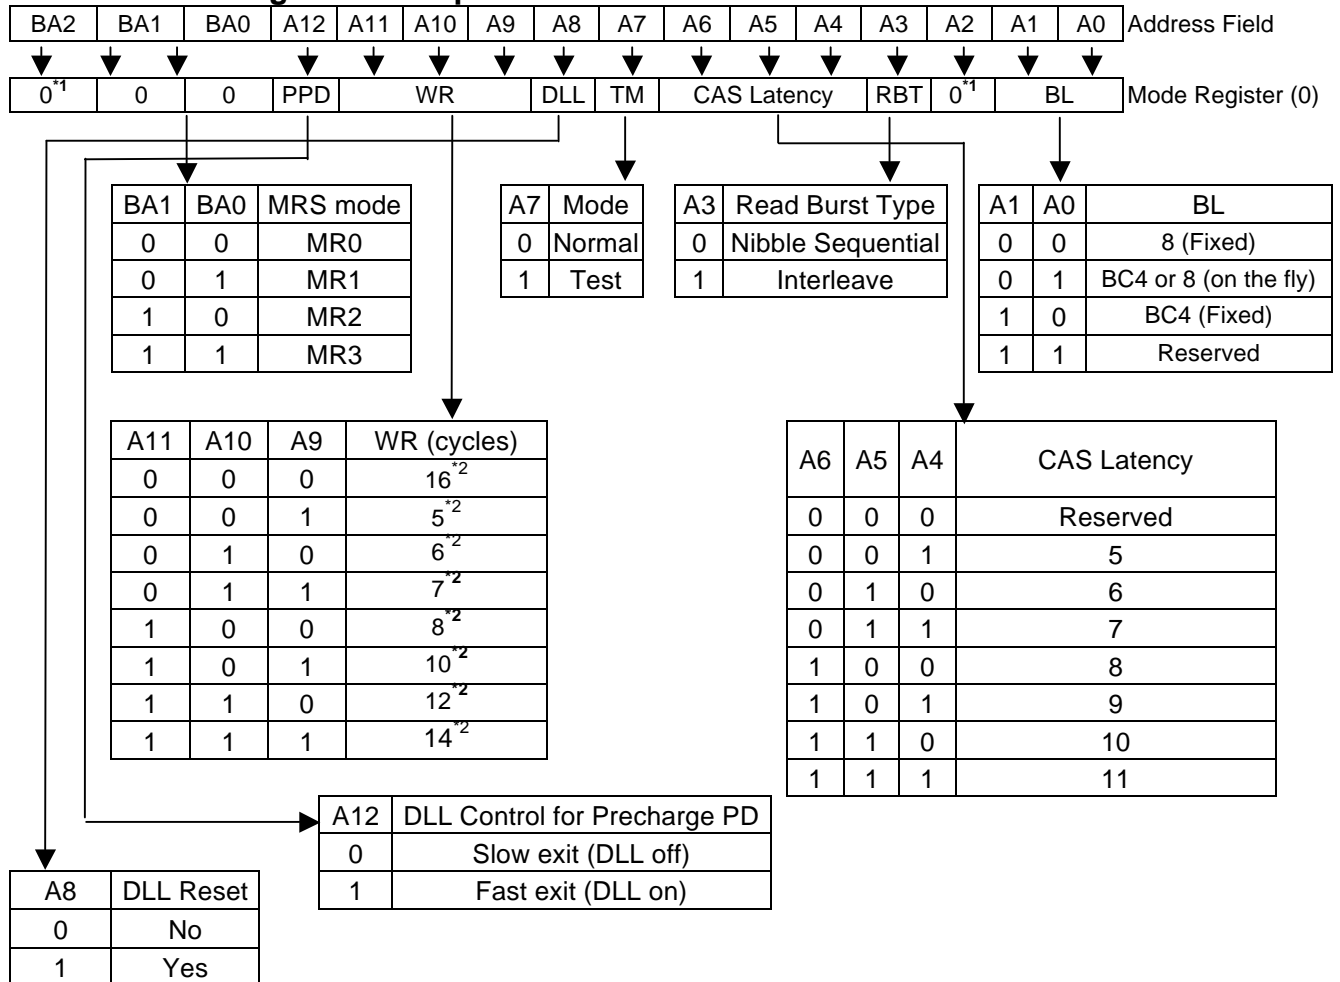 BA2 BA1 BA0 A12 A11 A10 A9 A8 A7 A6 A5 A4 A3 A2 A1 A0 Address Field
0*1 0 0 PPD WR DLL TM CAS Latency RBT 0*1 BL Mode Register (0)
BA1 BA0 MRS mode
0 0 MR0
0 1 MR1
1 0 MR2
1 1 MR3
A7 Mode
0 Normal
1 Test
A3 Read Burst Type
0 Nibble Sequential
1 Interleave
A1 A0 BL
0 0 8 (Fixed)
0 1 BC4 or 8 (on the fly)
1 0 BC4 (Fixed)
1 1 Reserved
A11 A10 A9 WR (cycles)
0 0 0 16*2
0 0 1 5*2
0 1 0 6*2
0 1 1 7*2
1 0 0 8*2
1 0 1 10*2
1 1 0 12*2
1 1 1 14*2
A6 A5 A4 CAS Latency
0 0 0 Reserved
0 0 1 5
0 1 0 6
0 1 1 7
1 0 0 8
1 0 1 9
1 1 0 10
1 1 1 11
A12 DLL Control for Precharge PD
0 Slow exit (DLL off)
1 Fast exit (DLL on)
A8 DLL Reset
0 No
1 Yes